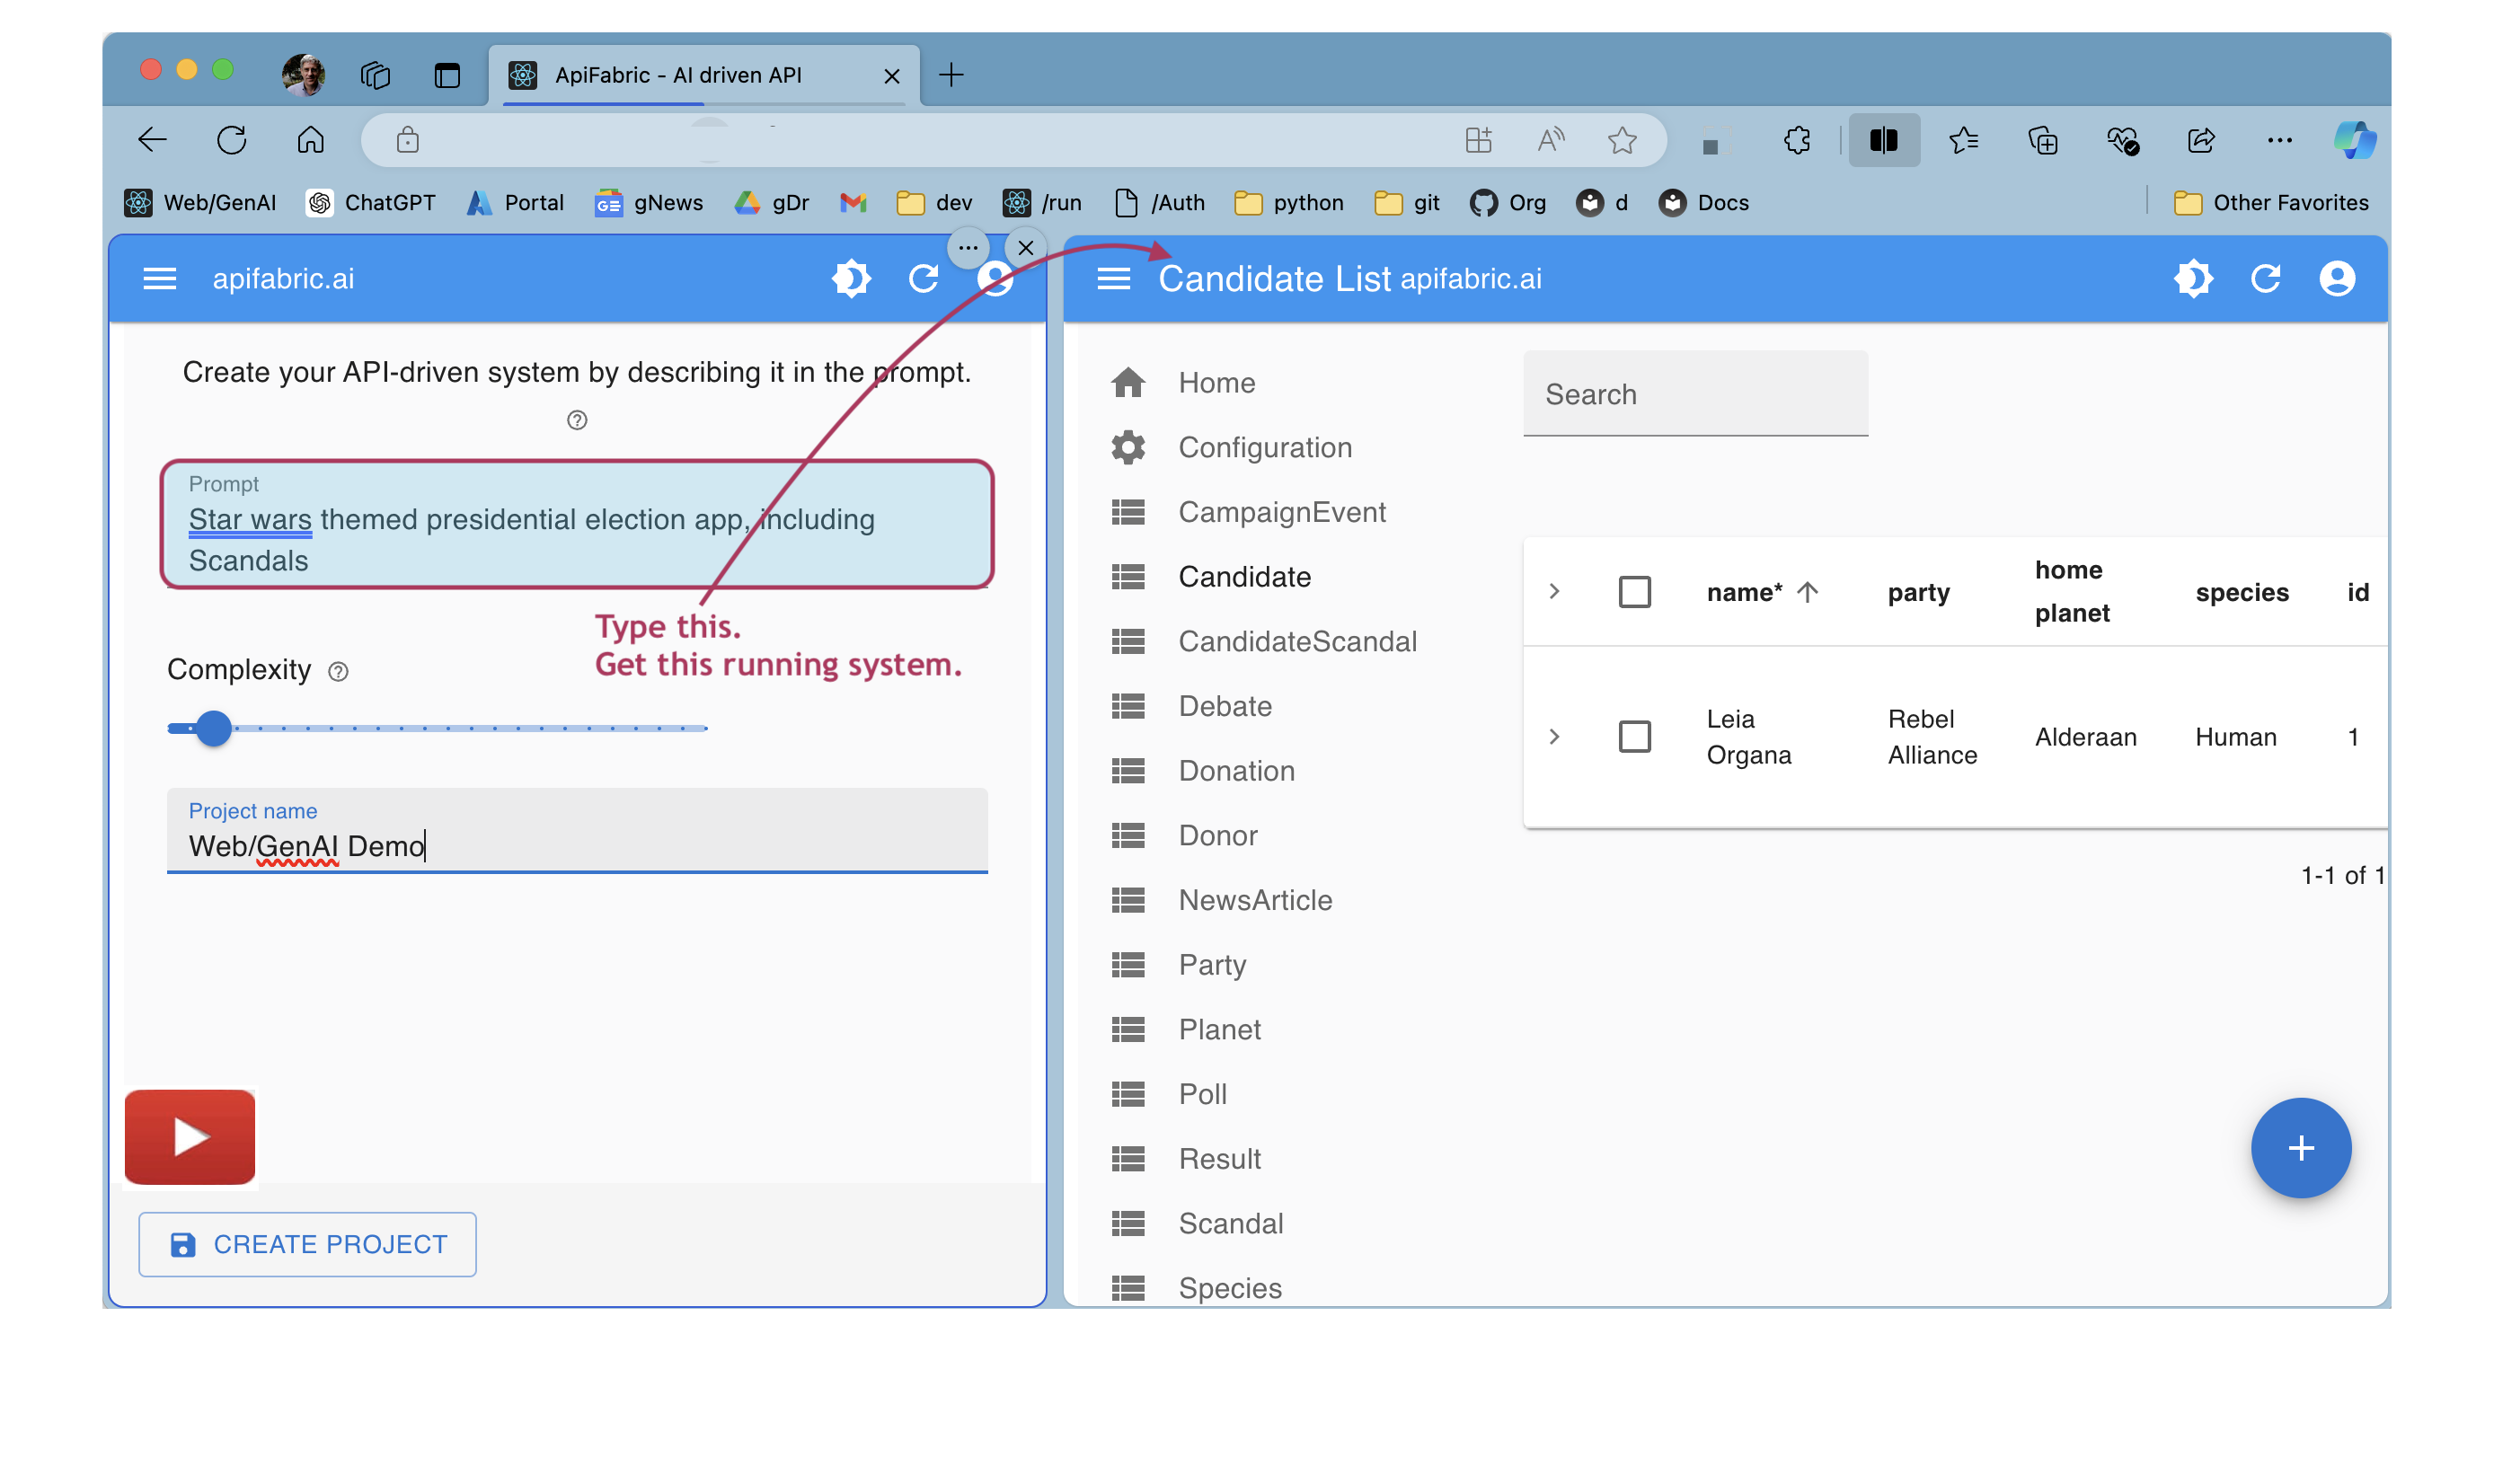 ApiFabric - AI driven API
Web/GenAI ChatGPT Portal gNews gDr dev /run /Auth python git Org d Docs Other Favorites
apifabric.ai
Create your API-driven system by describing it in the prompt.
Prompt
Star wars themed presidential election app, including
Scandals
Type this.
Get this running system.
Complexity
Project name
Web/GenAI Demo
CREATE PROJECT
Candidate List apifabric.ai
Home
Configuration
CampaignEvent
Candidate
CandidateScandal
Debate
Donation
Donor
NewsArticle
Party
Planet
Poll
Result
Scandal
Species
Search
name* party home planet species id
Leia Organa Rebel Alliance Alderaan Human 1
1-1 of 1